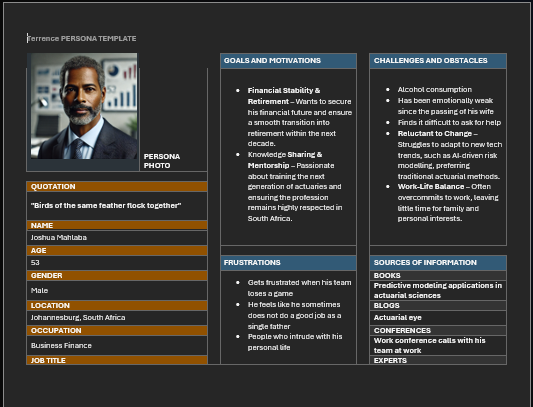 Terrence PERSONA TEMPLATE
PERSONA
PHOTO
QUOTATION
"Birds of the same feather flock together"
NAME
Joshua Mahlaba
AGE
53
GENDER
Male
LOCATION
Johannesburg, South Africa
OCCUPATION
Business Finance
JOB TITLE
GOALS AND MOTIVATIONS
• Financial Stability &
Retirement – Wants to secure
his financial future and ensure
a smooth transition into
retirement within the next
decade.
• Knowledge Sharing &
Mentorship – Passionate
about training the next
generation of actuaries and
ensuring the profession
remains highly respected in
South Africa.
FRUSTRATIONS
• Gets frustrated when his team
loses a game
• He feels like he sometimes
does not do a good job as a
single father
• People who intrude with his
personal life
CHALLENGES AND OBSTACLES
• Alcohol consumption
• Has been emotionally weak
since the passing of his wife
• Finds it difficult to ask for help
• Reluctant to Change –
Struggles to adapt to new tech
trends, such as AI-driven risk
modelling, preferring
traditional actuarial methods.
• Work-Life Balance – Often
overcommits to work, leaving
little time for family and
personal interests.
SOURCES OF INFORMATION
BOOKS
Predictive modeling applications in
actuarial sciences
BLOGS
Actuarial eye
CONFERENCES
Work conference calls with his
team at work
EXPERTS